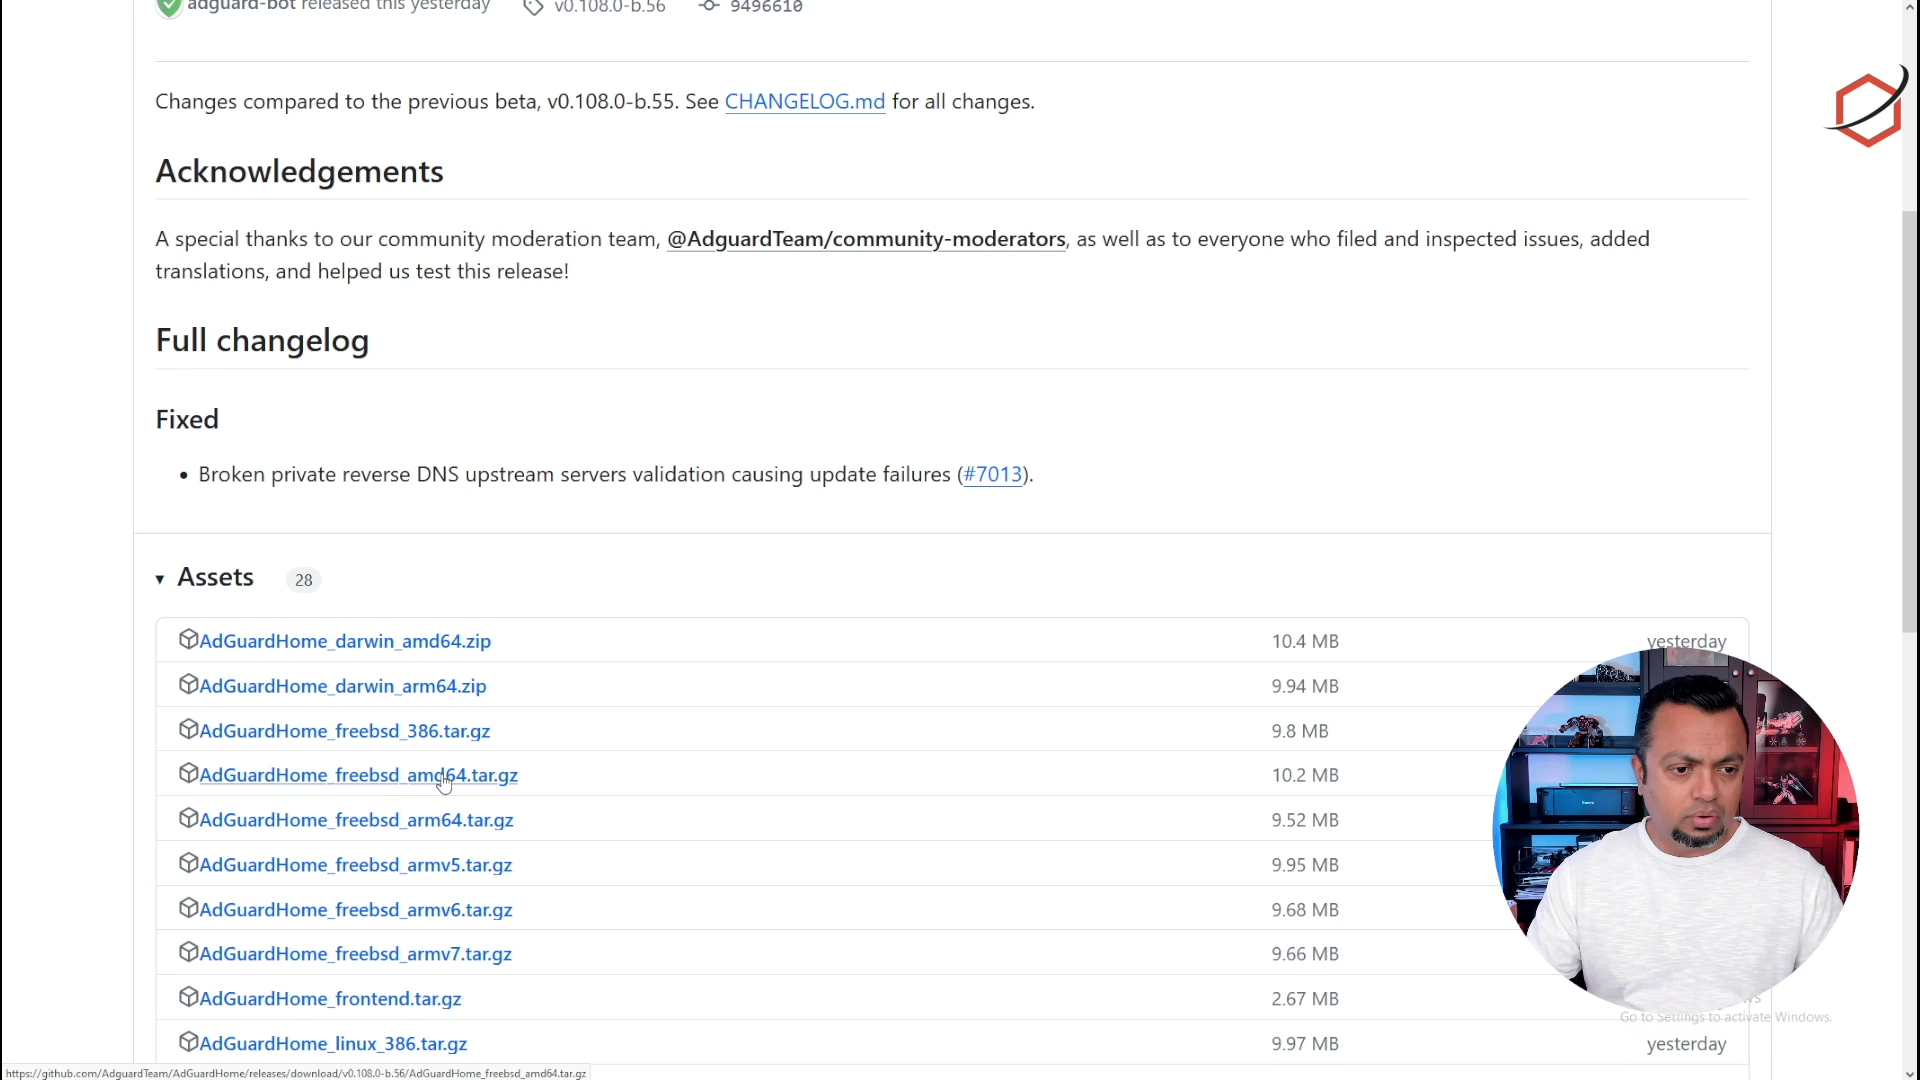 adguard-bot released this yesterday v0.108.0-b.56 9496610
Changes compared to the previous beta, v0.108.0-b.55. See CHANGELOG.md for all changes.
Acknowledgements
A special thanks to our community moderation team, @AdguardTeam/community-moderators, as well as to everyone who filed and inspected issues, added
translations, and helped us test this release!
Full changelog
Fixed
• Broken private reverse DNS upstream servers validation causing update failures (#7013).
Assets 28
AdGuardHome_darwin_amd64.zip 10.4 MB yesterday
AdGuardHome_darwin_arm64.zip 9.94 MB
AdGuardHome_freebsd_386.tar.gz 9.8 MB
AdGuardHome_freebsd_amd64.tar.gz 10.2 MB
AdGuardHome_freebsd_arm64.tar.gz 9.52 MB
AdGuardHome_freebsd_armv5.tar.gz 9.95 MB
AdGuardHome_freebsd_armv6.tar.gz 9.68 MB
AdGuardHome_freebsd_armv7.tar.gz 9.66 MB
AdGuardHome_frontend.tar.gz 2.67 MB
Go to Settings to activate Windows.
AdGuardHome_linux_386.tar.gz 9.97 MB yesterday
https://github.com/AdguardTeam/AdGuardHome/releases/download/v0.108.0-b.56/AdGuardHome_freebsd_amd64.tar.gz